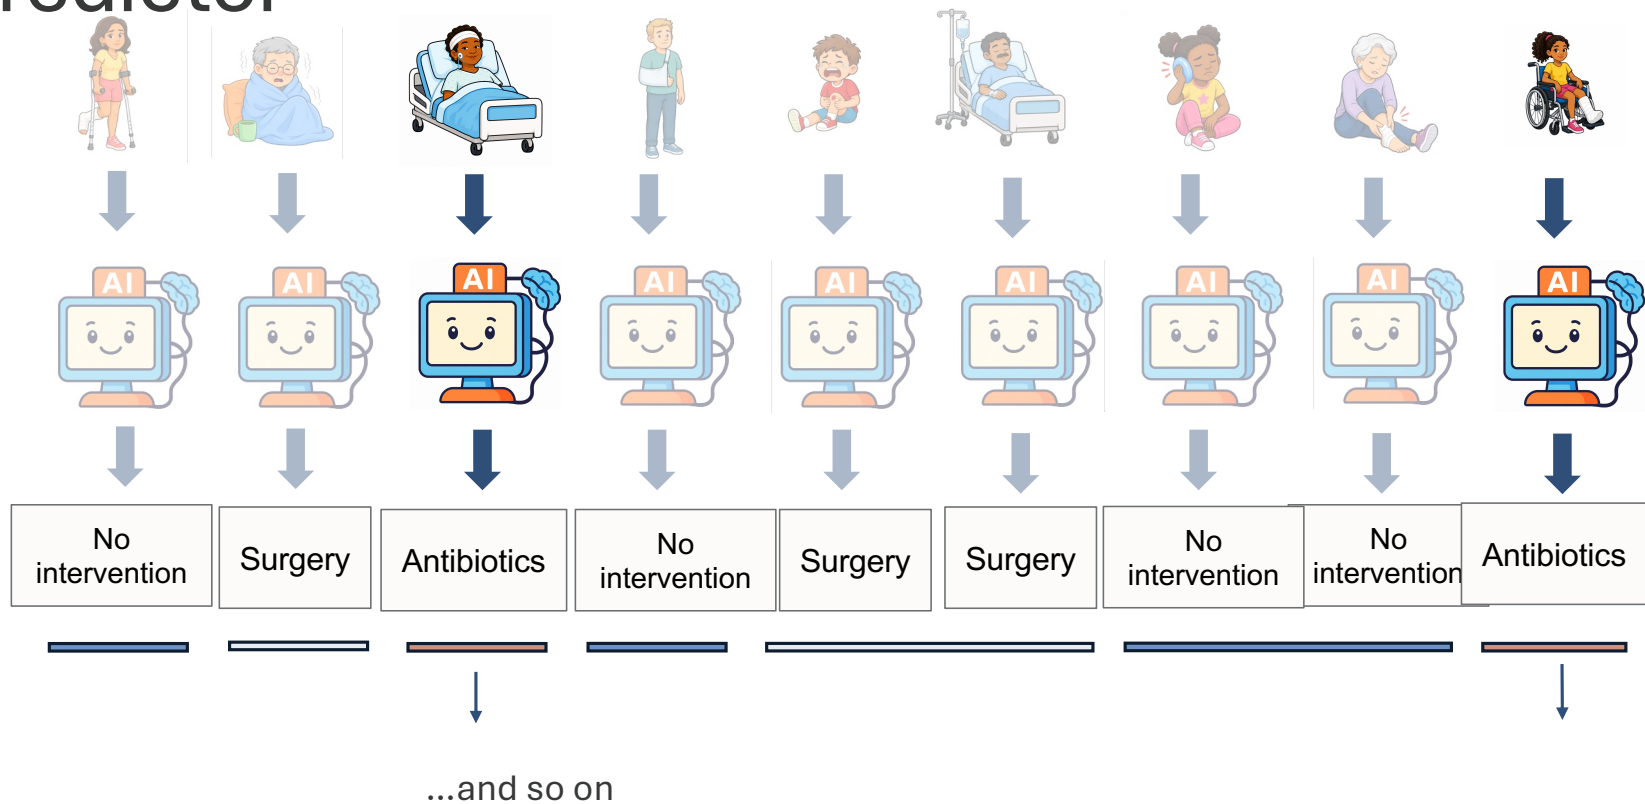 redictor
AI AI AI AI AI AI AI AI AI
No
intervention
Surgery
Antibiotics
No
intervention
Surgery
Surgery
No
intervention
No
intervention
Antibiotics
...and so on